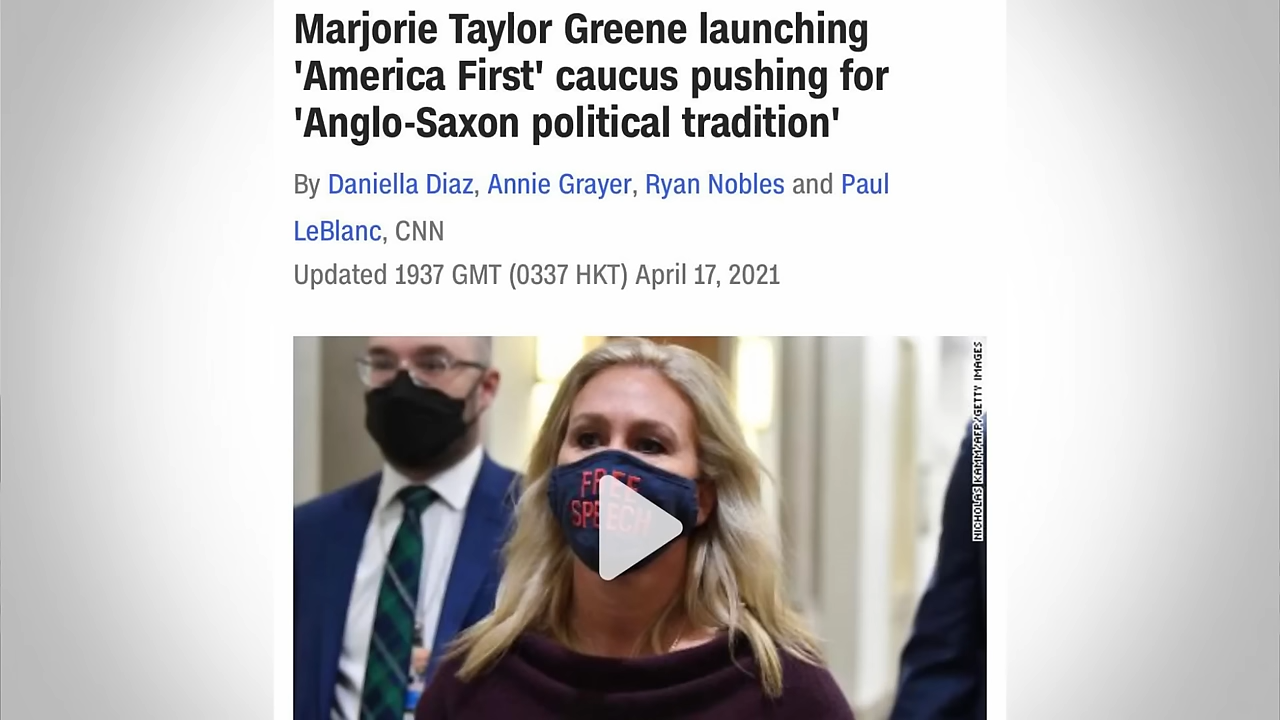 Marjorie Taylor Greene launching
'America First' caucus pushing for
'Anglo-Saxon political tradition'
By Daniella Diaz, Annie Grayer, Ryan Nobles and Paul
LeBlanc, CNN
Updated 1937 GMT (0337 HKT) April 17, 2021
NICHOLAS KAMM/AFP/GETTY IMAGES
FREE
SPEECH